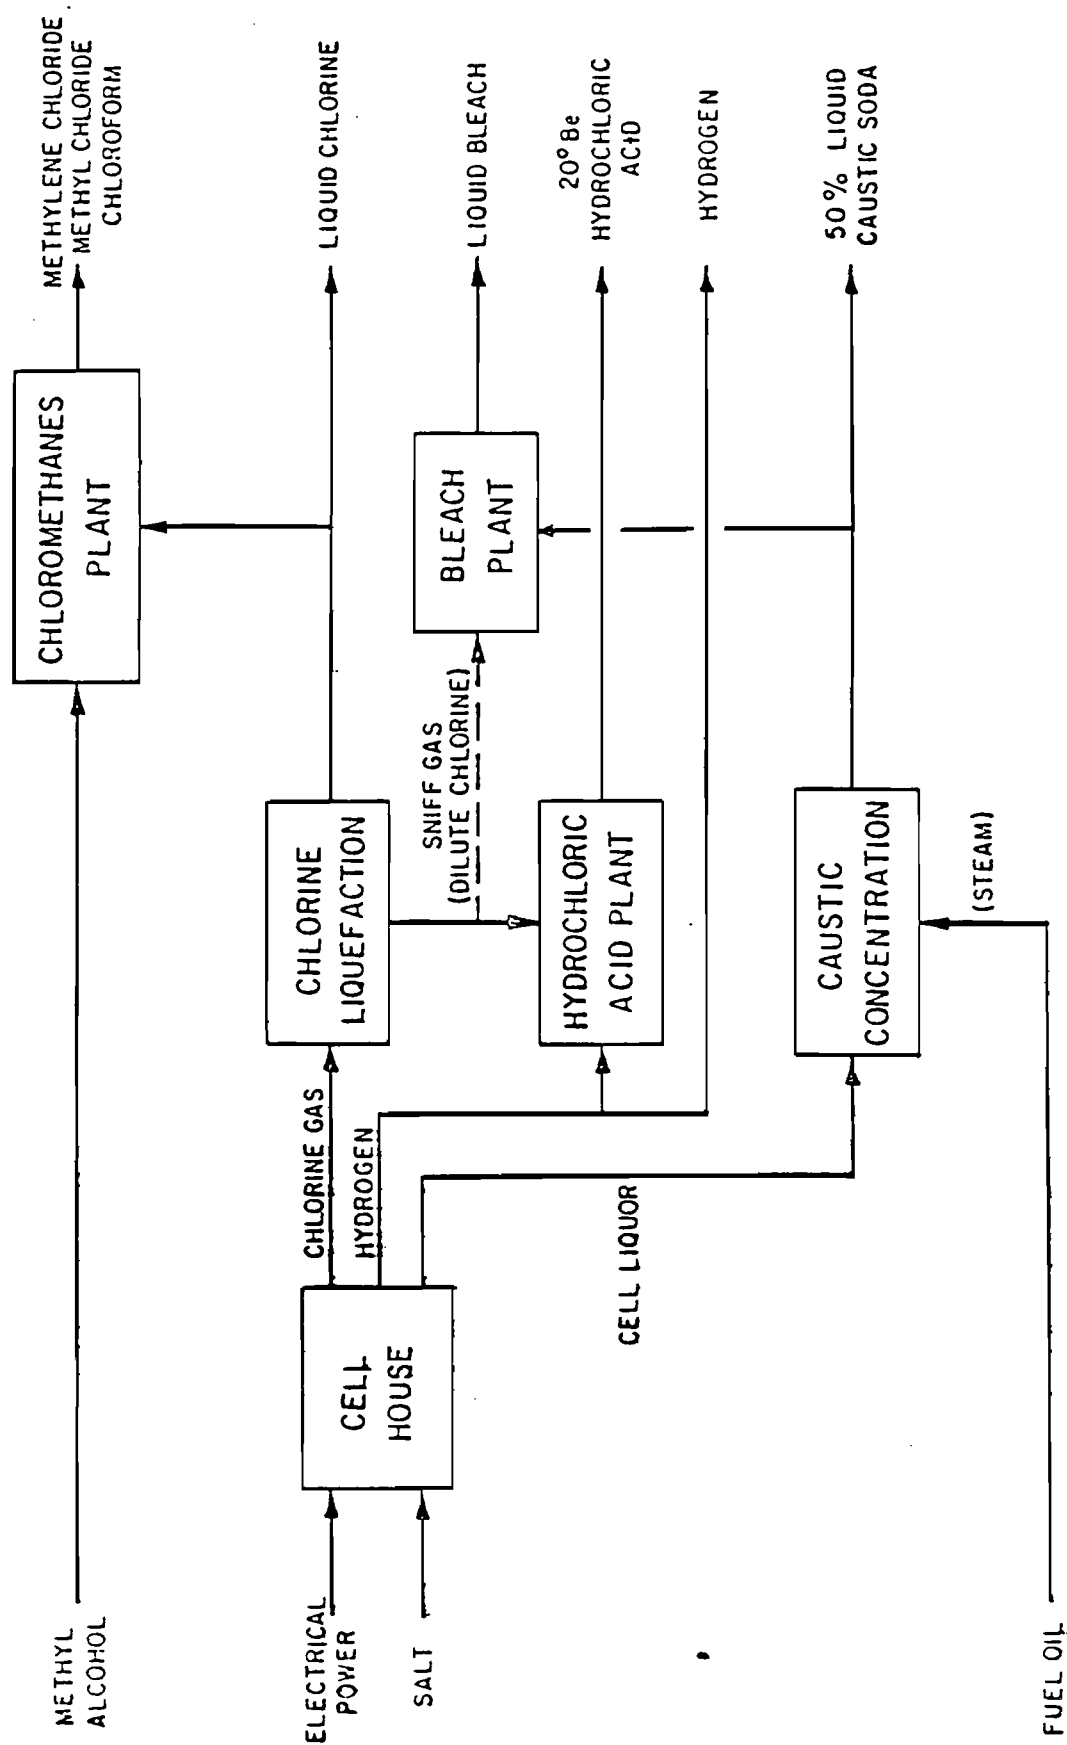 METHYL
ALCOHOL
CHLOROMETHANES
PLANT
METHYLENE CHLORIDE
METHYL CHLORIDE
CHLOROFORM
ELECTRICAL
POWER
SALT
CELL
HOUSE
CHLORINE GAS
HYDROGEN
CELL LIQUOR
CHLORINE
LIQUEFACTION
LIQUID CHLORINE
SNIFF GAS
(DILUTE CHLORINE)
BLEACH
PLANT
LIQUID BLEACH
HYDROCHLORIC
ACID PLANT
20° Be
HYDROCHLORIC
ACID
HYDROGEN
CAUSTIC
CONCENTRATION
50% LIQUID
CAUSTIC SODA
(STEAM)
FUEL OIL